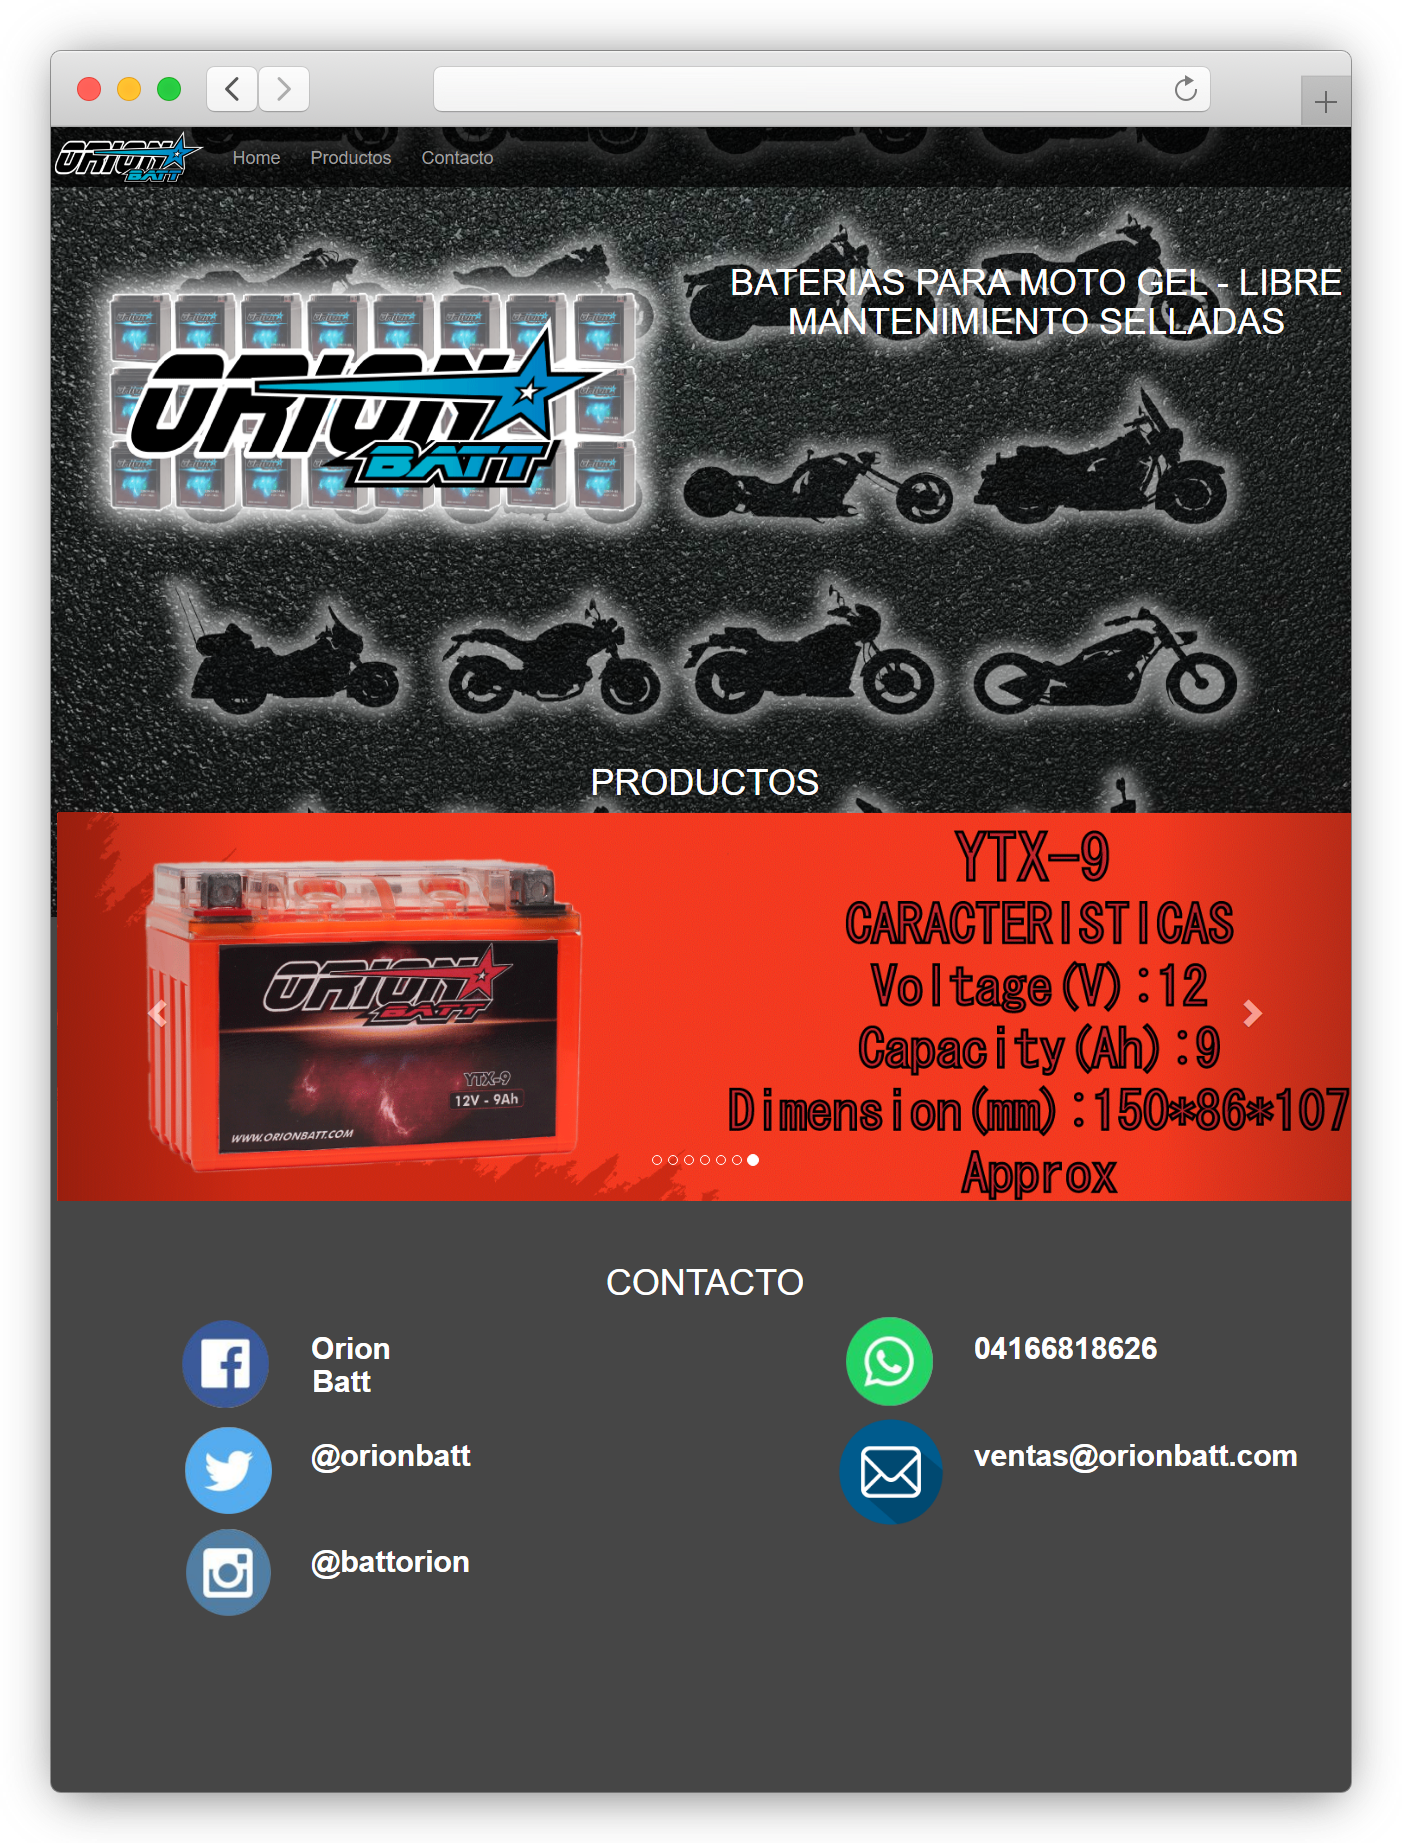 ORION
BATT
Home
Productos
Contacto
BATERIAS PARA MOTO GEL - LIBRE
MANTENIMIENTO SELLADAS
ORION
BATT
PRODUCTOS
ORION
BATT
YTX-9
12V - 9Ah
WWW.ORIONBATT.COM
YTX-9
CARACTERISTICAS
Voltage(V):12
Capacity(Ah):9
Dimension(mm):150*86*107
Approx
CONTACTO
Orion
Batt
@orionbatt
@battorion
04166818626
ventas@orionbatt.com